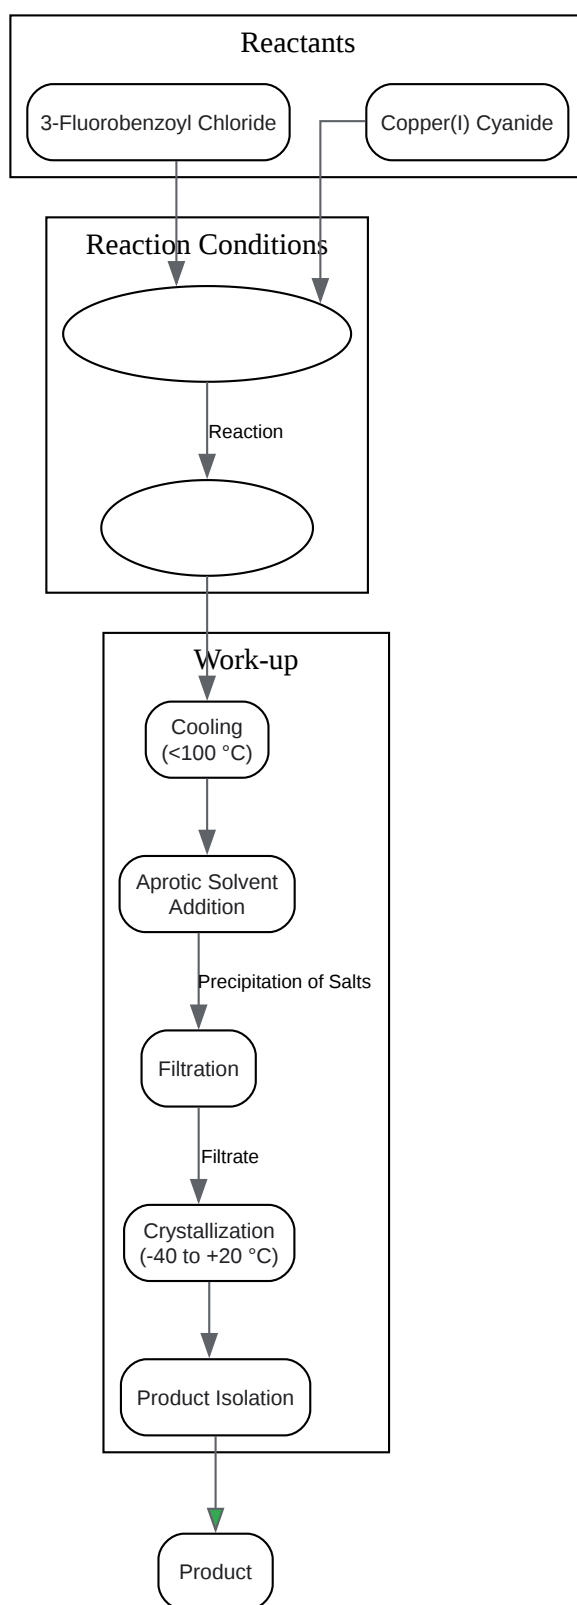 Reactants
3-Fluorobenzoyl Chloride
Copper(I) Cyanide
Reaction Conditions
Reaction
Work-up
Cooling
(<100 °C)
Aprotic Solvent
Addition
Precipitation of Salts
Filtration
Filtrate
Crystallization
(-40 to +20 °C)
Product Isolation
Product